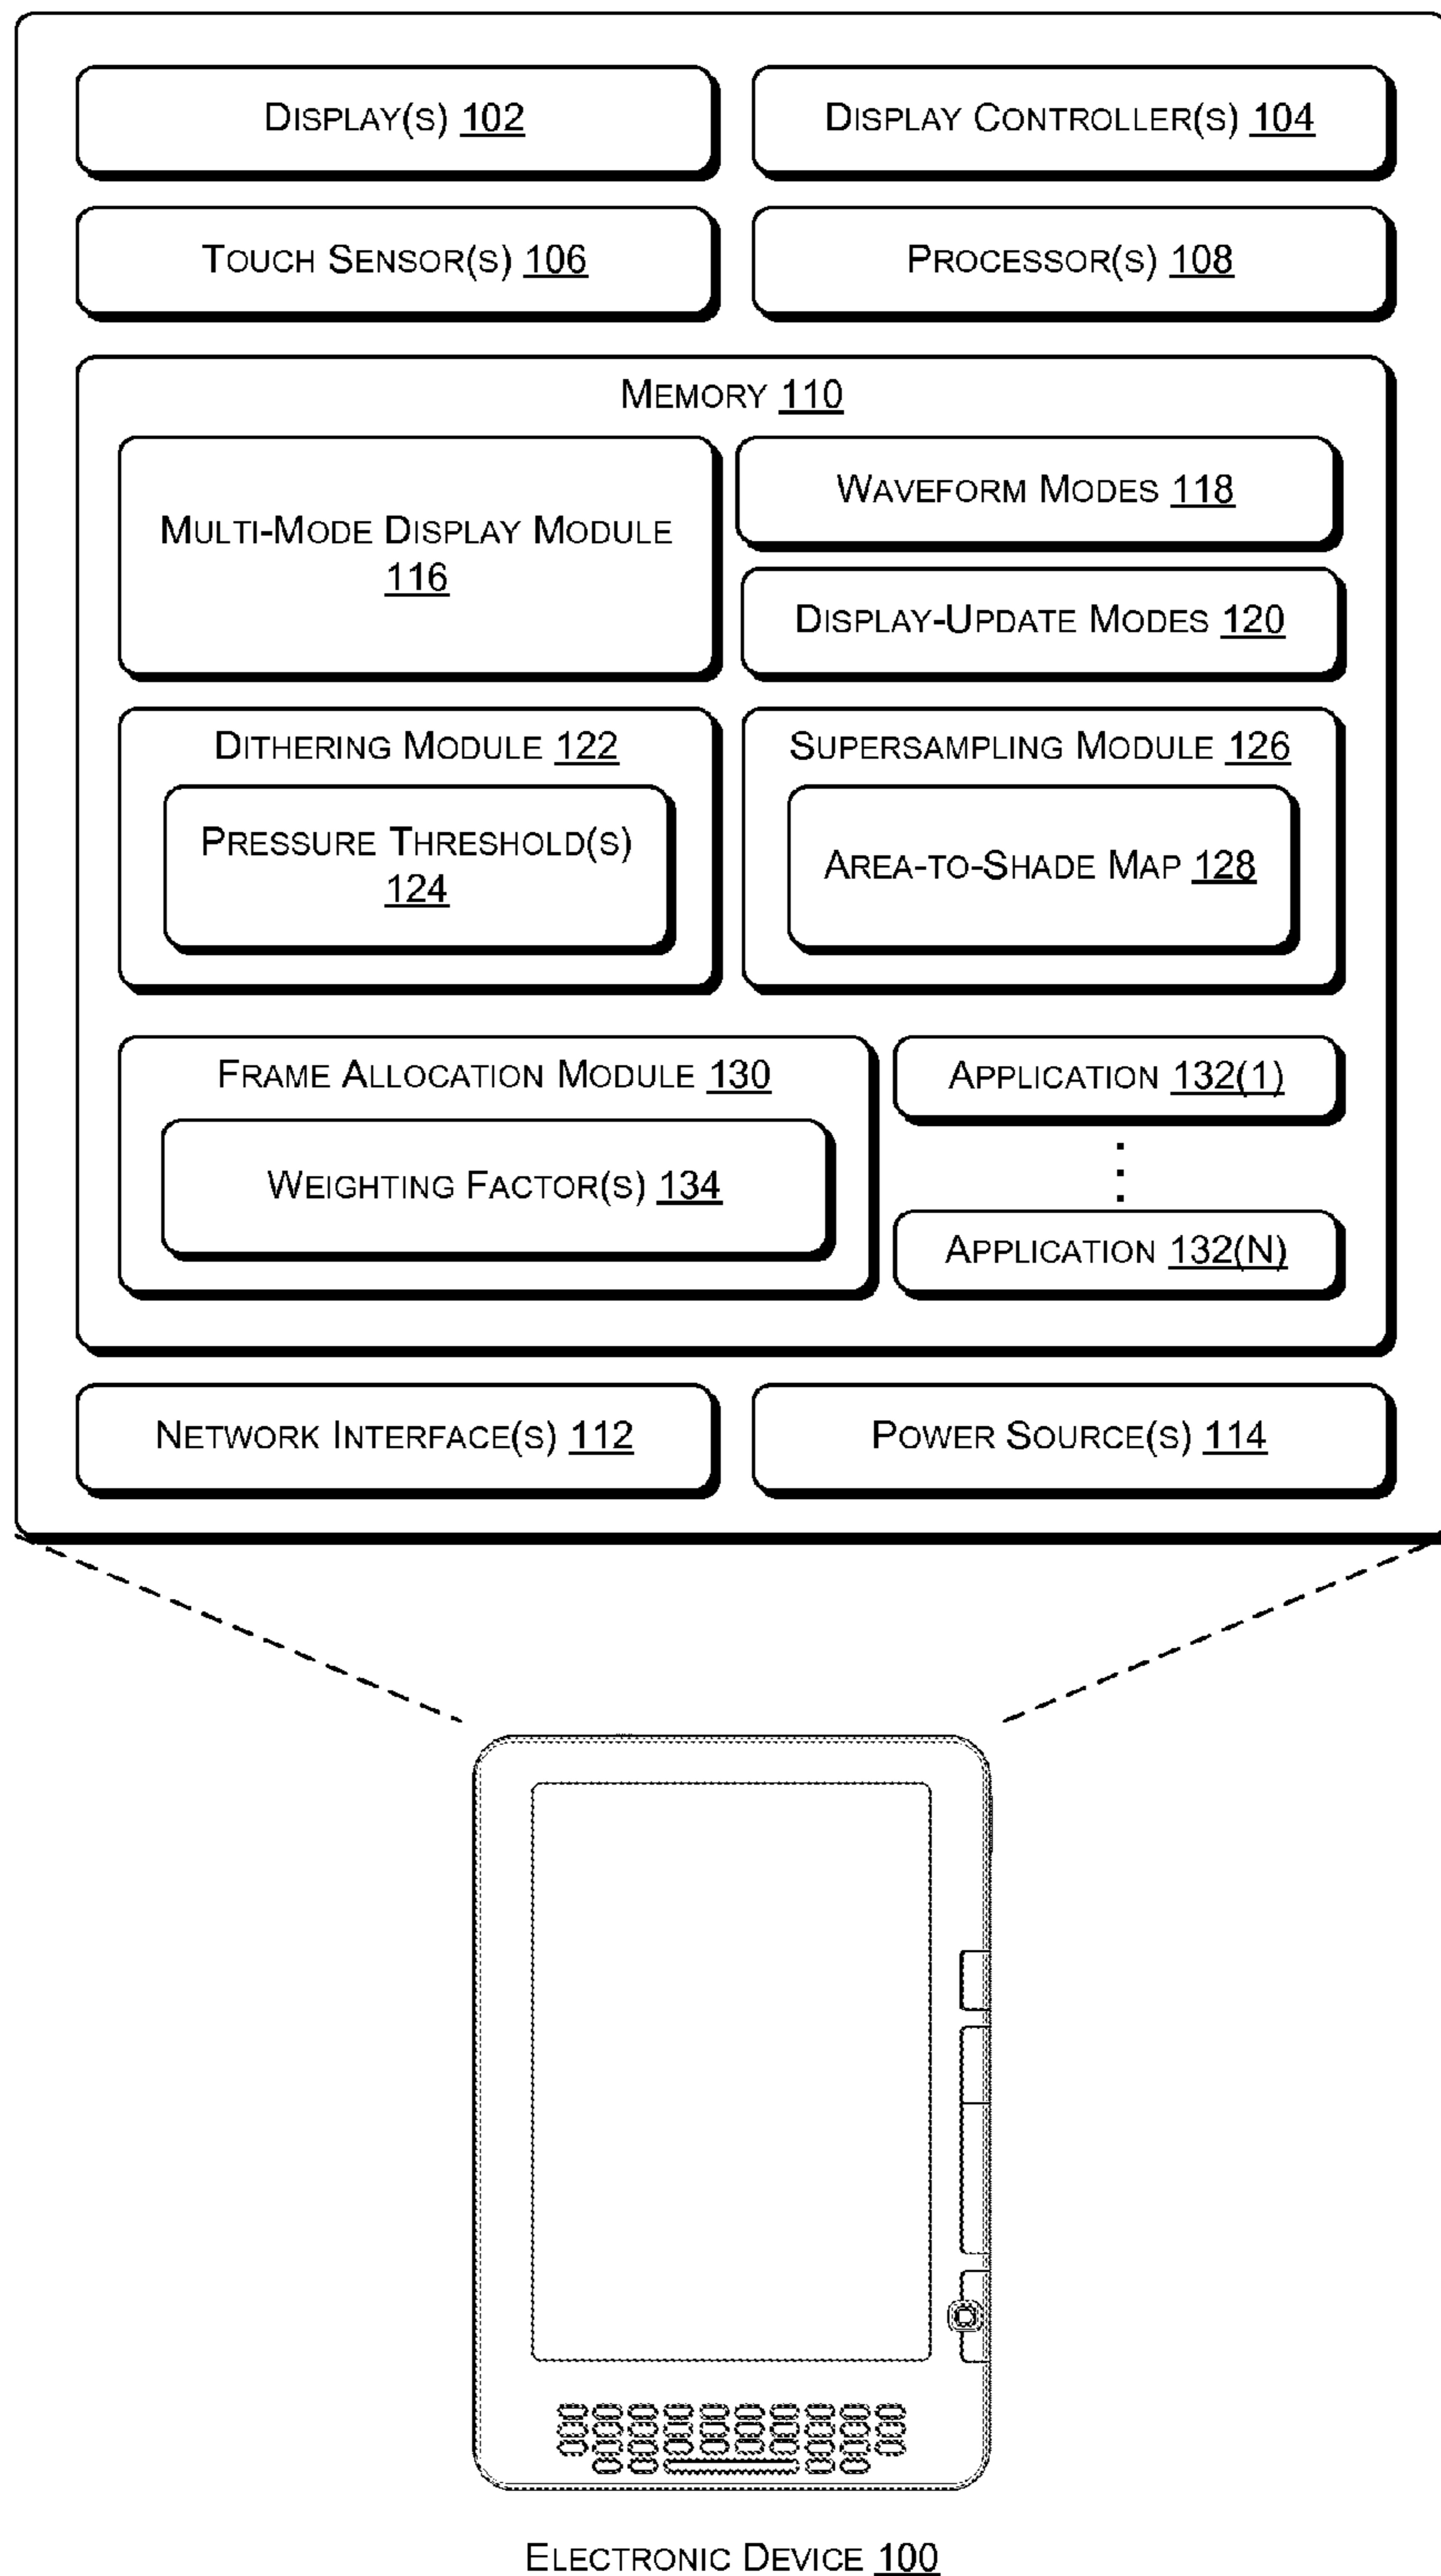 DISPLAY(S) 102
DISPLAY CONTROLLER(S) 104
TOUCH SENSOR(S) 106
PROCESSOR(S) 108
MEMORY 110
MULTI-MODE DISPLAY MODULE
116
WAVEFORM MODES 118
DISPLAY-UPDATE MODES 120
DITHERING MODULE 122
PRESSURE THRESHOLD(S)
124
SUPERSAMPLING MODULE 126
AREA-TO-SHADE MAP 128
FRAME ALLOCATION MODULE 130
WEIGHTING FACTOR(S) 134
APPLICATION 132(1)
APPLICATION 132(N)
NETWORK INTERFACE(S) 112
POWER SOURCE(S) 114
ELECTRONIC DEVICE 100